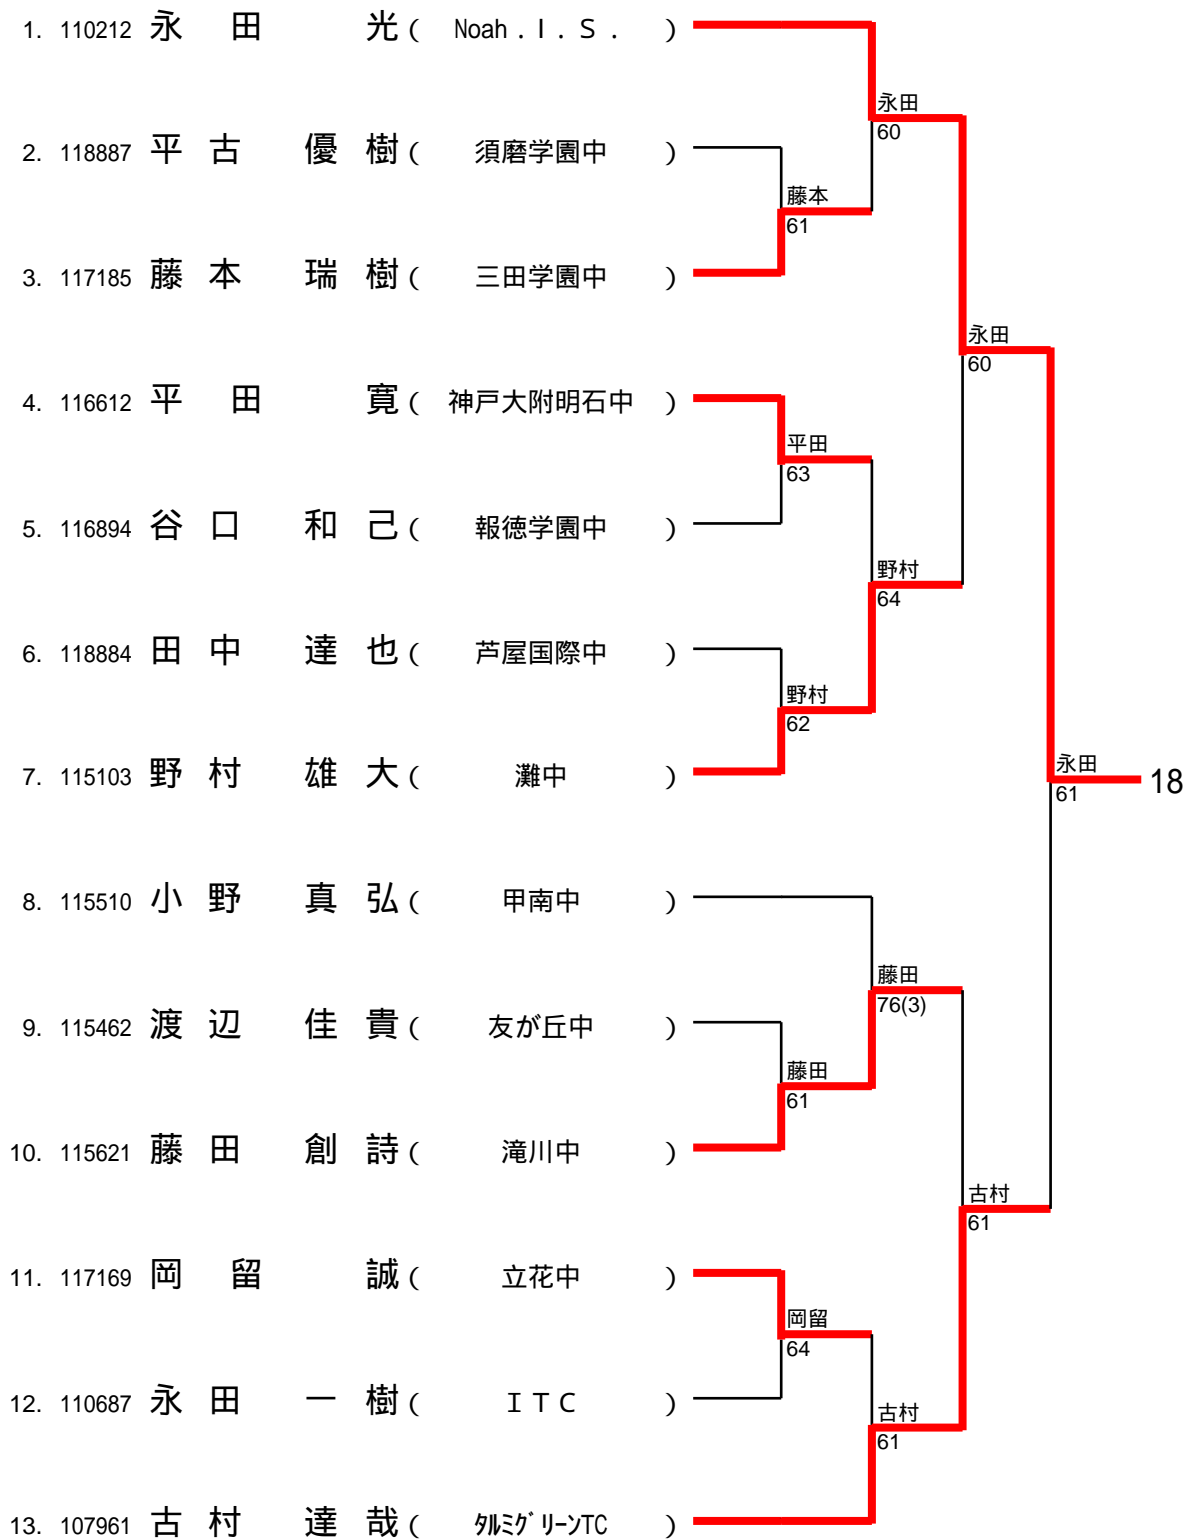 1. 110212 永 田 光 ( Noah．I．S． )
永田
60
2. 118887 平 古 優 樹 ( 須磨学園中 )
藤本
61
3. 117185 藤 本 瑞 樹 ( 三田学園中 )
永田
60
4. 116612 平 田 寛 ( 神戸大附明石中 )
平田
63
5. 116894 谷 口 和 己 ( 報徳学園中 )
野村
64
6. 118884 田 中 達 也 ( 芦屋国際中 )
野村
62
7. 115103 野 村 雄 大 ( 灘中 )
永田
61
18
8. 115510 小 野 真 弘 ( 甲南中 )
藤田
76(3)
9. 115462 渡 辺 佳 貴 ( 友が丘中 )
藤田
61
10. 115621 藤 田 創 詩 ( 滝川中 )
古村
61
11. 117169 岡 留 誠 ( 立花中 )
岡留
64
12. 110687 永 田 一 樹 ( ＩＴＣ )
古村
61
13. 107961 古 村 達 哉 ( ﾀﾙﾐｸﾞﾘｰﾝTC )